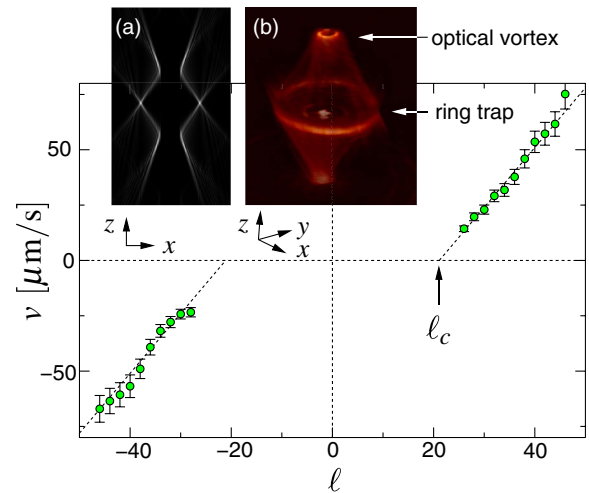 (a)
(b)
optical vortex
ring trap
z
x
z
y
x
v [μm/s]
50
0
−50
ℓc
−40
−20
0
20
40
ℓ